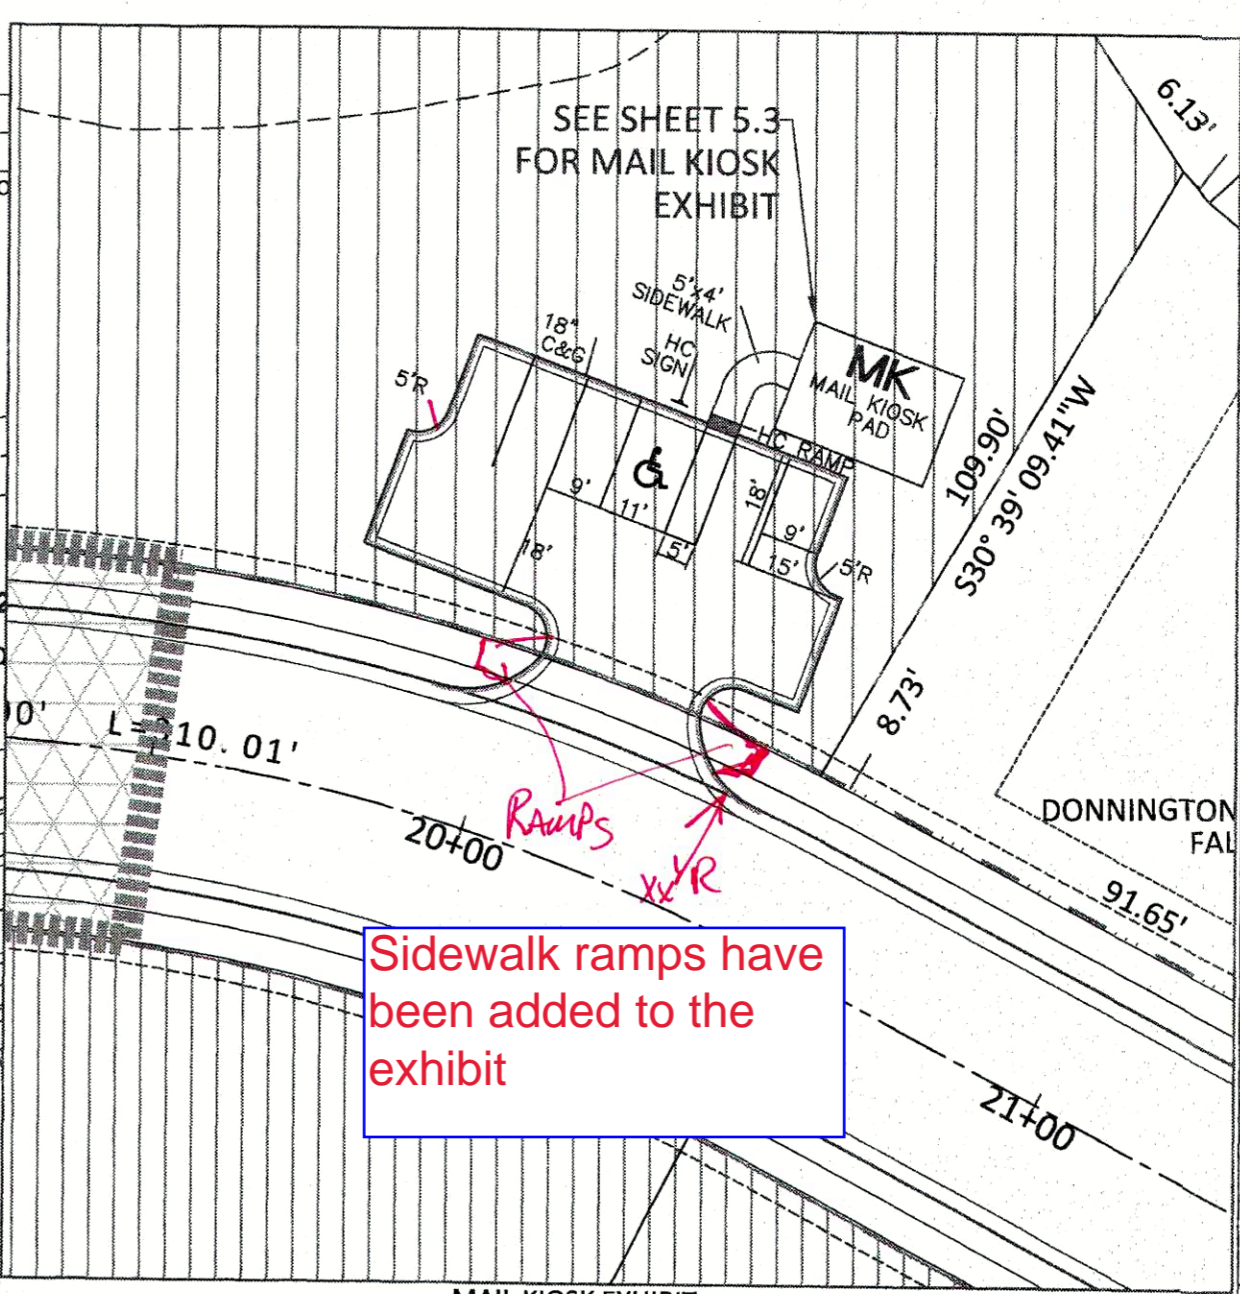 6.13'
SEE SHEET 5.3
FOR MAIL KIOSK
EXHIBIT
5'x4'
SIDEWALK
18"
C&G
HC
SIGN
MK
MAIL KIOSK
PAD
5'R
HC RAMP
109.90'
S30° 39' 09.41"W
9'
11'
18'
9'
5'
18'
15'
5'R
8.73'
L=310.01'
RAMPS
20+00
XX'R
DONNINGTON
91.65'
Sidewalk ramps have
been added to the
exhibit
21+00
MAIL KIOSK EXHIBIT